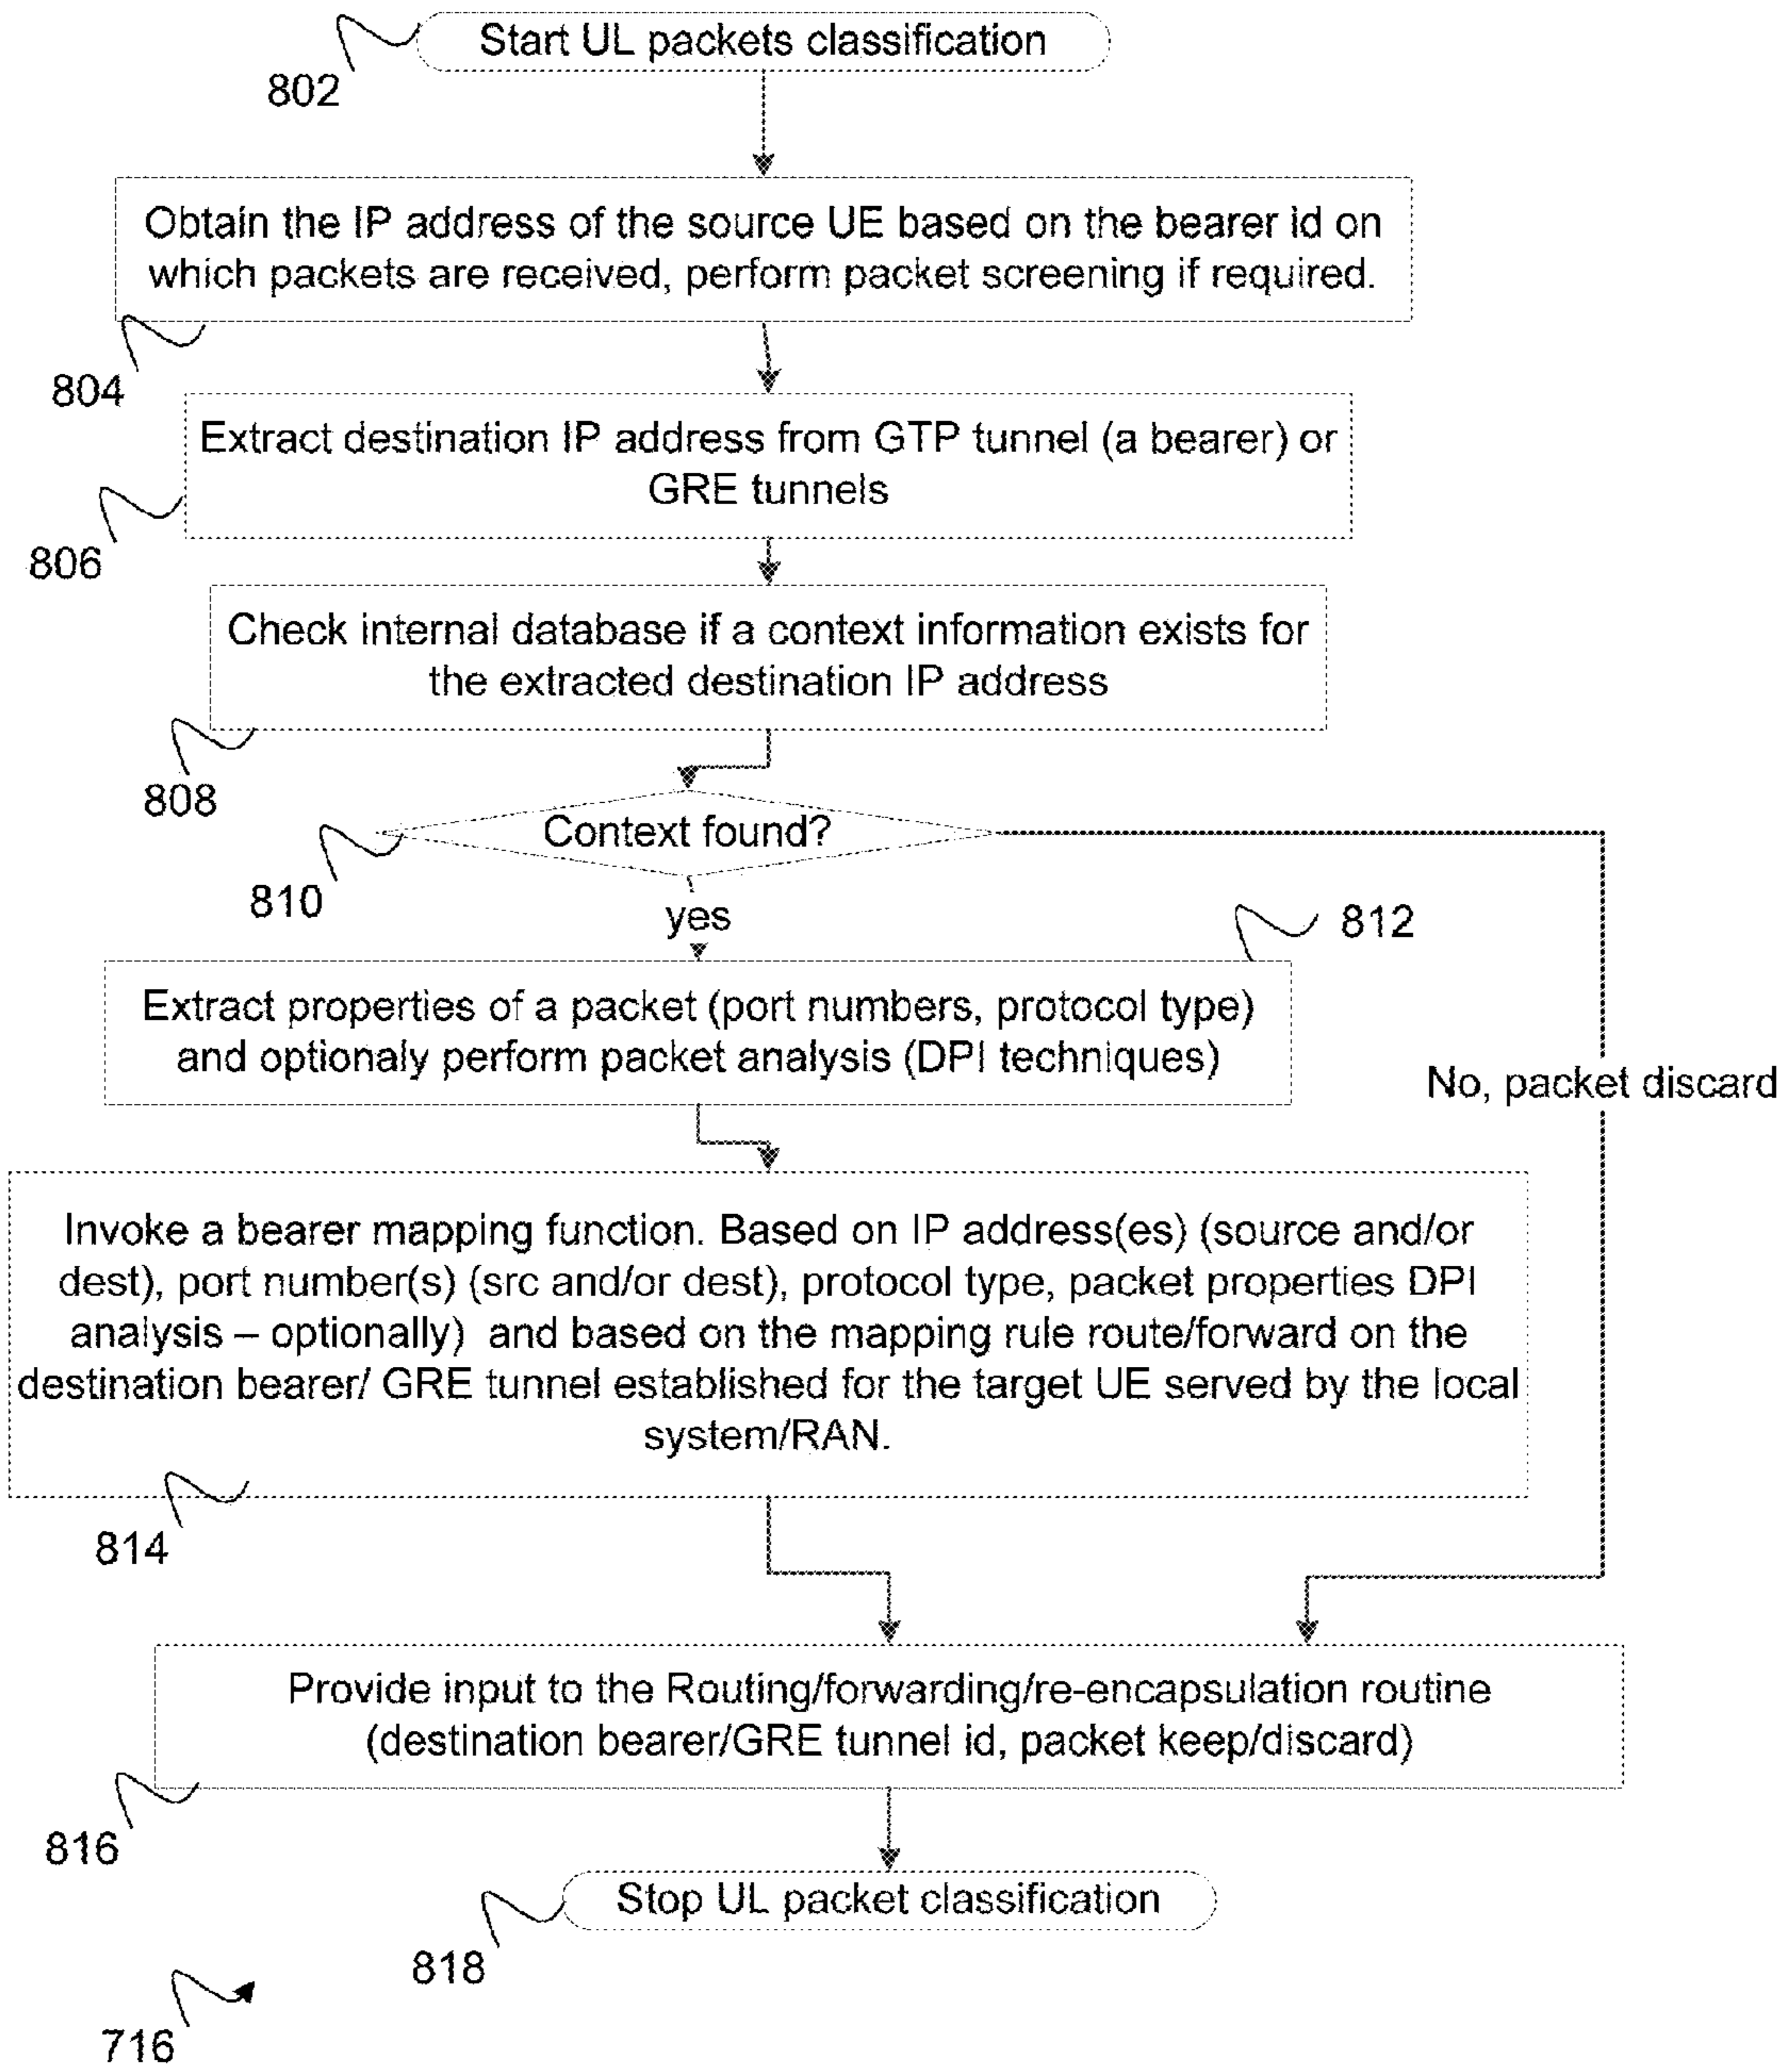 Start UL packets classification
802
Obtain the IP address of the source UE based on the bearer id on
which packets are received, perform packet screening if required.
804
Extract destination IP address from GTP tunnel (a bearer) or
GRE tunnels
806
Check internal database if a context information exists for
the extracted destination IP address
808
Context found?
810
yes
812
Extract properties of a packet (port numbers, protocol type)
and optionaly perform packet analysis (DPI techniques)
No, packet discard
Invoke a bearer mapping function. Based on IP address(es) (source and/or
dest), port number(s) (src and/or dest), protocol type, packet properties DPI
analysis – optionally) and based on the mapping rule route/forward on the
destination bearer/ GRE tunnel established for the target UE served by the local
system/RAN.
814
Provide input to the Routing/forwarding/re-encapsulation routine
(destination bearer/GRE tunnel id, packet keep/discard)
816
Stop UL packet classification
818
716